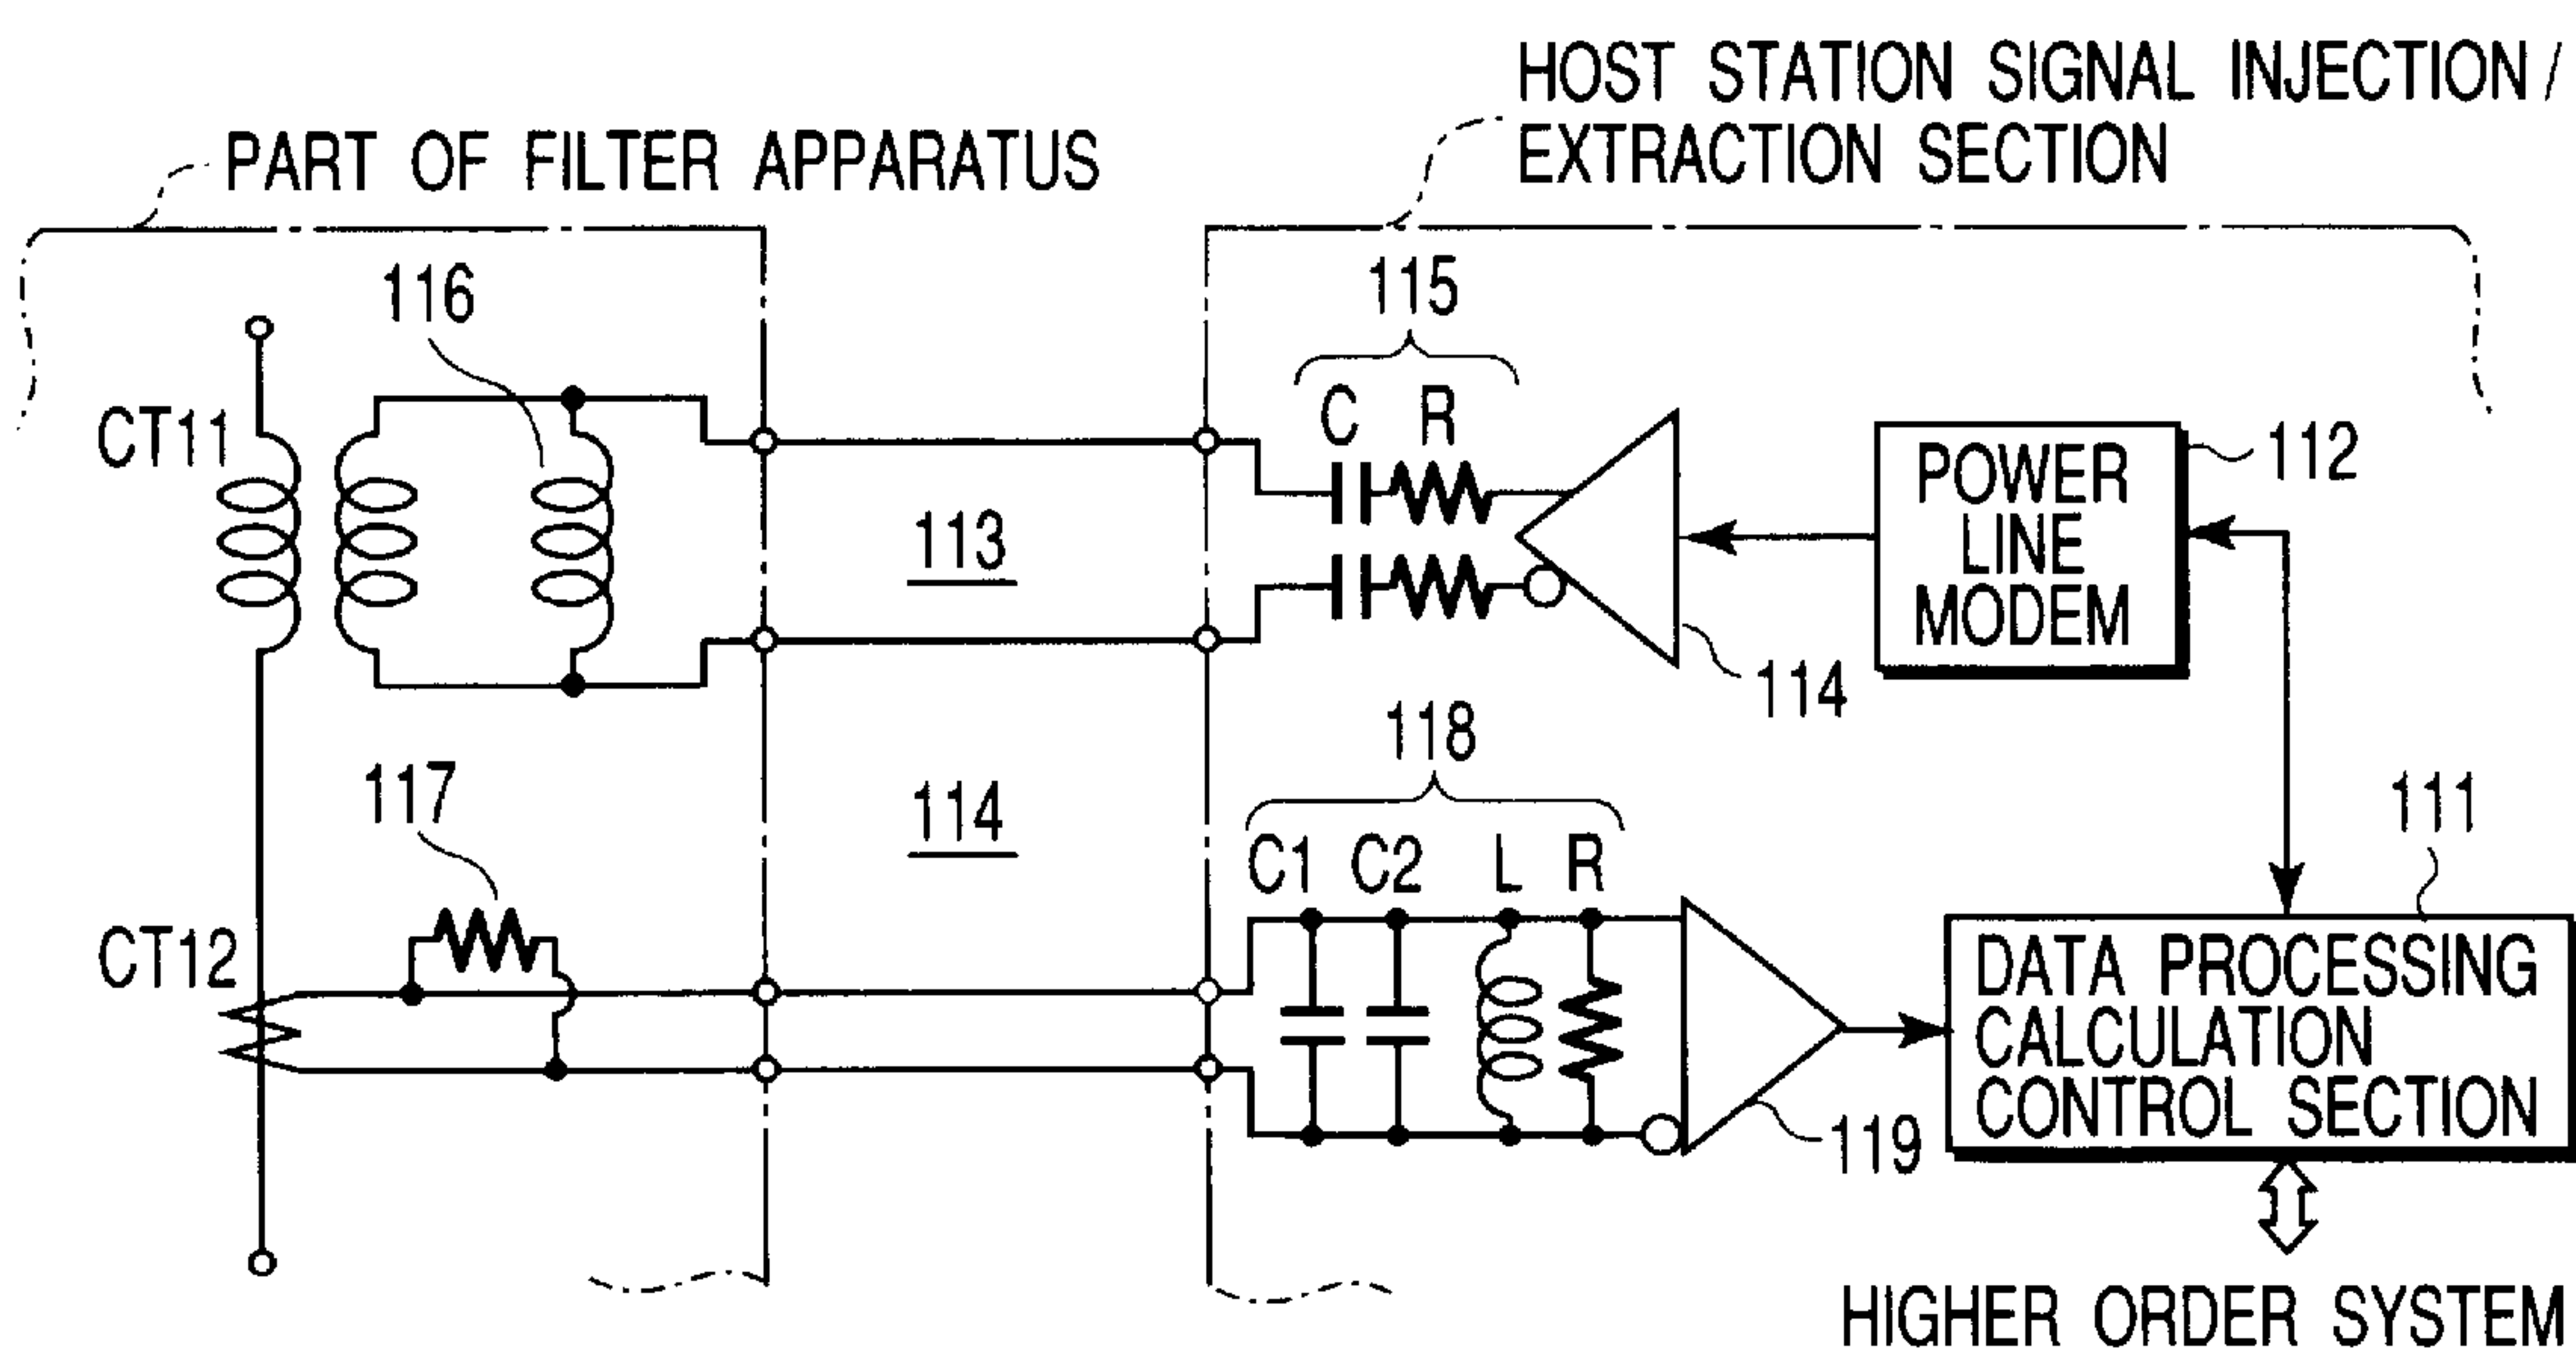 HOST STATION SIGNAL INJECTION /
EXTRACTION SECTION
PART OF FILTER APPARATUS
116
115
C R
CT11
112
POWER
LINE
MODEM
113
114
118
117
114
111
C1 C2 L R
CT12
DATA PROCESSING
CALCULATION
CONTROL SECTION
119
HIGHER ORDER SYSTEM